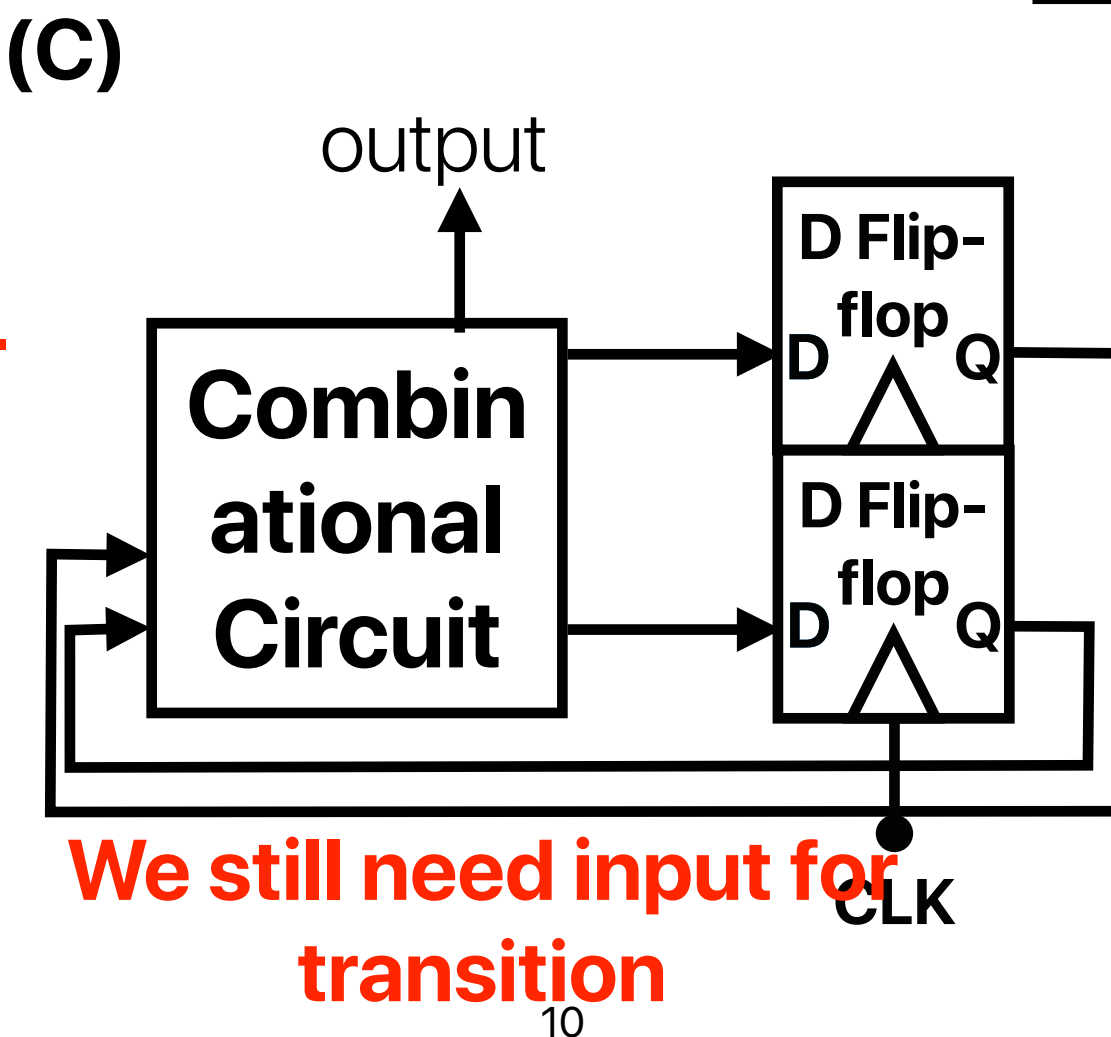 (C)
output
D Flip-
flop
D
Q
Combin
ational
Circuit
D Flip-
flop
D
Q
We still need input for
CLK
transition
10